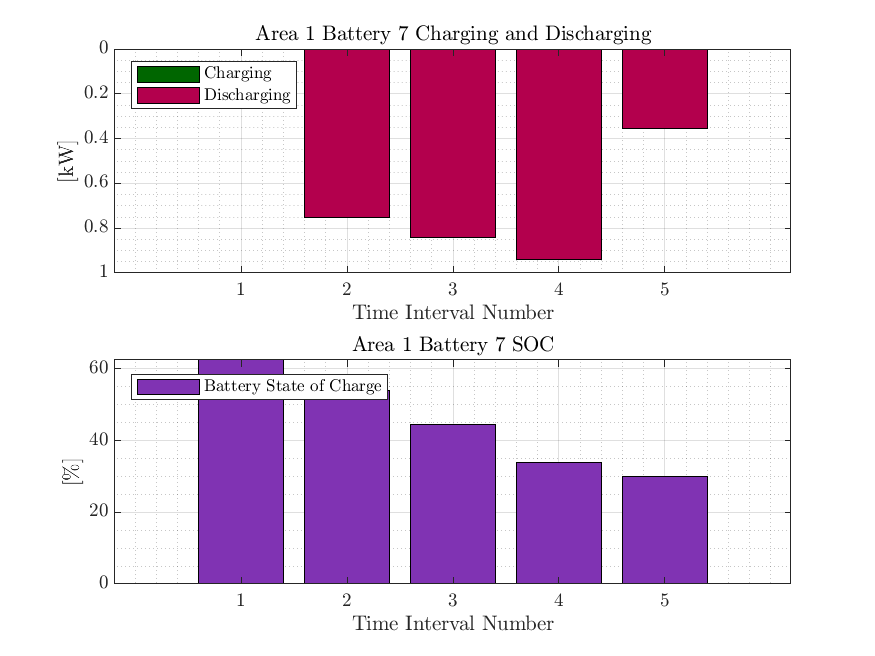 Area 1 Battery 7 Charging and Discharging
0
0.2
0.4
0.6
0.8
1
[kW]
Charging
Discharging
1 2 3 4 5
Time Interval Number
Area 1 Battery 7 SOC
60
40
20
0
[%]
Battery State of Charge
1 2 3 4 5
Time Interval Number